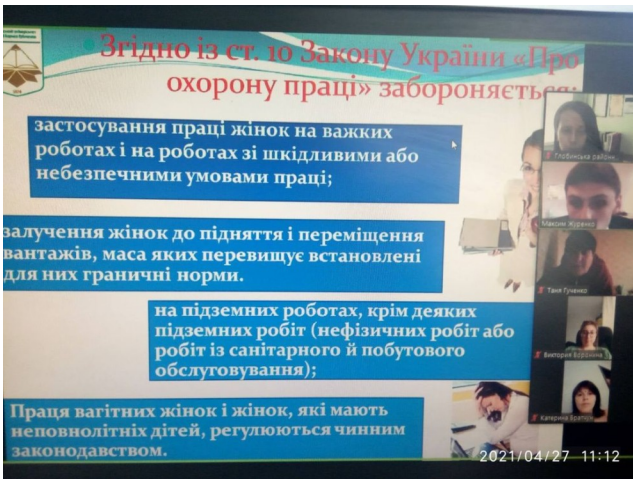 Згідно із ст. 10 Закону України «Про
охорону праці» забороняється:
застосування праці жінок на важких
роботах і на роботах зі шкідливими або
небезпечними умовами праці;
залучення жінок до підняття і переміщення
вантажів, маса яких перевищує встановлені
для них граничні норми.
на підземних роботах, крім деяких
підземних робіт (нефізичних робіт або
робіт із санітарного й побутового
обслуговування);
Праця вагітних жінок і жінок, які мають
неповнолітніх дітей, регулюються чинним
законодавством.
Глобинська
Максим
Таня Гученко
Виктория
Катерина
2021/04/27 11:12